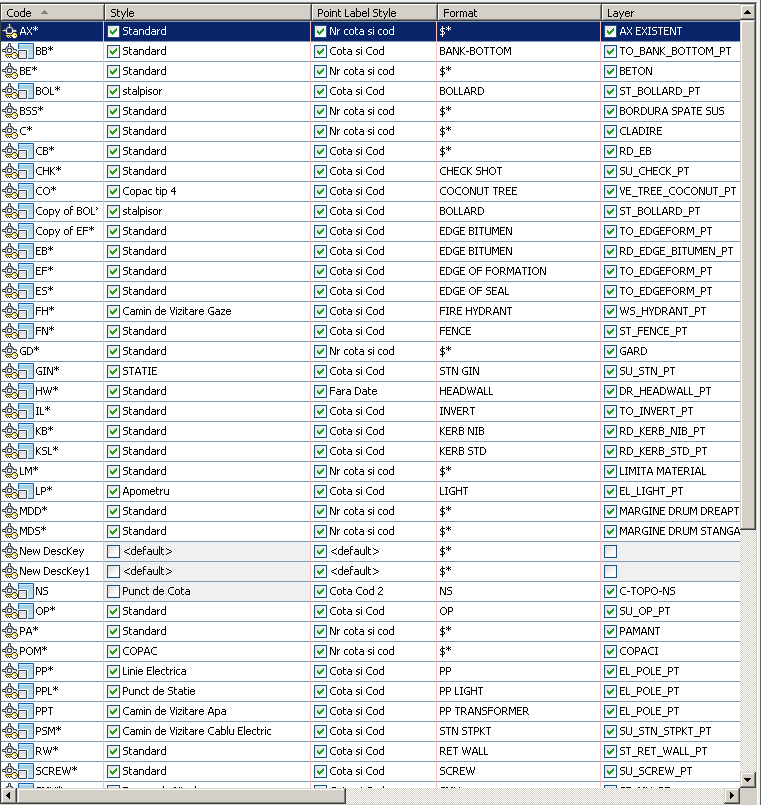 Code Style Point Label Style Format Layer
AX* Standard Nr cota si cod $* AX EXISTENT
BB* Standard Cota si Cod BANK-BOTTOM TO_BANK_BOTTOM_PT
BE* Standard Nr cota si cod $* BETON
BOL* stalpisor Cota si Cod BOLLARD ST_BOLLARD_PT
BSS* Standard Nr cota si cod $* BORDURA SPATE SUS
C* Standard Nr cota si cod $* CLADIRE
CB* Standard Cota si Cod $* RD_EB
CHK* Standard Cota si Cod CHECK SHOT SU_CHECK_PT
CO* Copac tip 4 Cota si Cod COCONUT TREE VE_TREE_COCONUT_PT
Copy of BOL* stalpisor Cota si Cod BOLLARD ST_BOLLARD_PT
Copy of EF* Standard Cota si Cod EDGE BITUMEN TO_EDGEFORM_PT
EB* Standard Cota si Cod EDGE BITUMEN RD_EDGE_BITUMEN_PT
EF* Standard Cota si Cod EDGE OF FORMATION TO_EDGEFORM_PT
ES* Standard Cota si Cod EDGE OF SEAL TO_EDGEFORM_PT
FH* Camin de Vizitare Gaze Cota si Cod FIRE HYDRANT WS_HYDRANT_PT
FN* Standard Cota si Cod FENCE ST_FENCE_PT
GD* Standard Nr cota si cod $* GARD
GIN* STATIE Cota si Cod STN GIN SU_STN_PT
HW* Standard Fara Date HEADWALL DR_HEADWALL_PT
IL* Standard Cota si Cod INVERT TO_INVERT_PT
KB* Standard Cota si Cod KERB NIB RD_KERB_NIB_PT
KSL* Standard Cota si Cod KERB STD RD_KERB_STD_PT
LM* Standard Nr cota si cod $* LIMITA MATERIAL
LP* Apometru Cota si Cod LIGHT EL_LIGHT_PT
MDD* Standard Nr cota si cod $* MARGINE DRUM DREAPT
MDS* Standard Nr cota si cod $* MARGINE DRUM STANGA
New DescKey <default> <default> $*
New DescKey1 <default> <default> $*
NS Punct de Cota Cota Cod 2 NS C-TOPO-NS
OP* Standard Cota si Cod OP SU_OP_PT
PA* Standard Nr cota si cod $* PAMANT
POM* COPAC Nr cota si cod $* COPACI
PP* Linie Electrica Cota si Cod PP EL_POLE_PT
PPL* Punct de Statie Cota si Cod PP LIGHT EL_POLE_PT
PPT Camin de Vizitare Apa Cota si Cod PP TRANSFORMER EL_POLE_PT
PSM* Camin de Vizitare Cablu Electric Cota si Cod STN STPKT SU_STN_STPKT_PT
RW* Standard Cota si Cod RET WALL ST_RET_WALL_PT
SCREW* Standard Cota si Cod SCREW SU_SCREW_PT